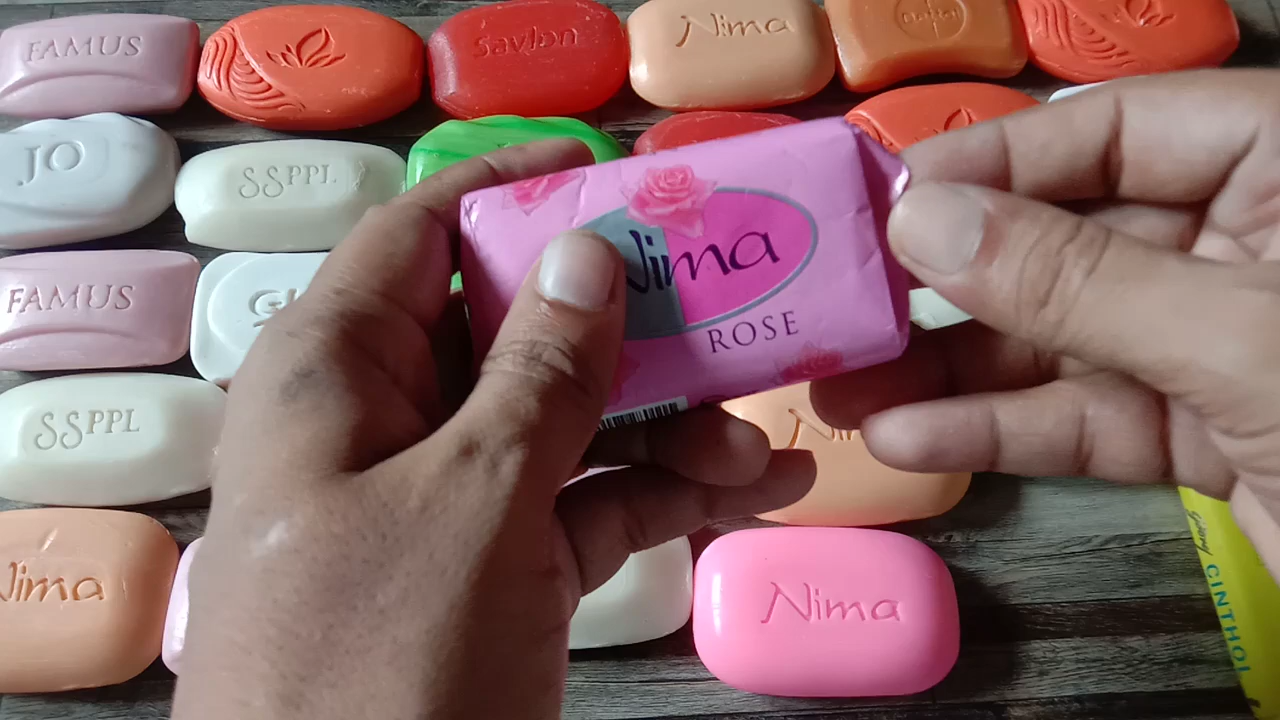 FAMUS
Savlon
Nima
JO
SSPPL
Nima
ROSE
FAMUS
SSPPL
Nima
Nima
CINTHOL